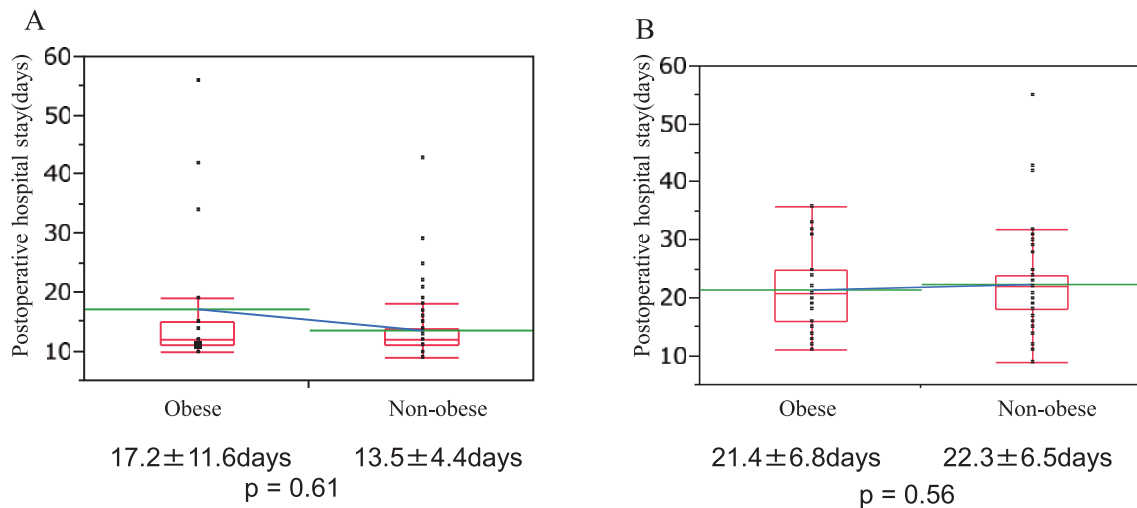 A
Postoperative hospital stay(days)
60
50
40
30
20
10
Obese
Non-obese
17.2±11.6days
13.5±4.4days
p = 0.61
B
Postoperative hospital stay(days)
60
50
40
30
20
10
Obese
Non-obese
21.4±6.8days
22.3±6.5days
p = 0.56